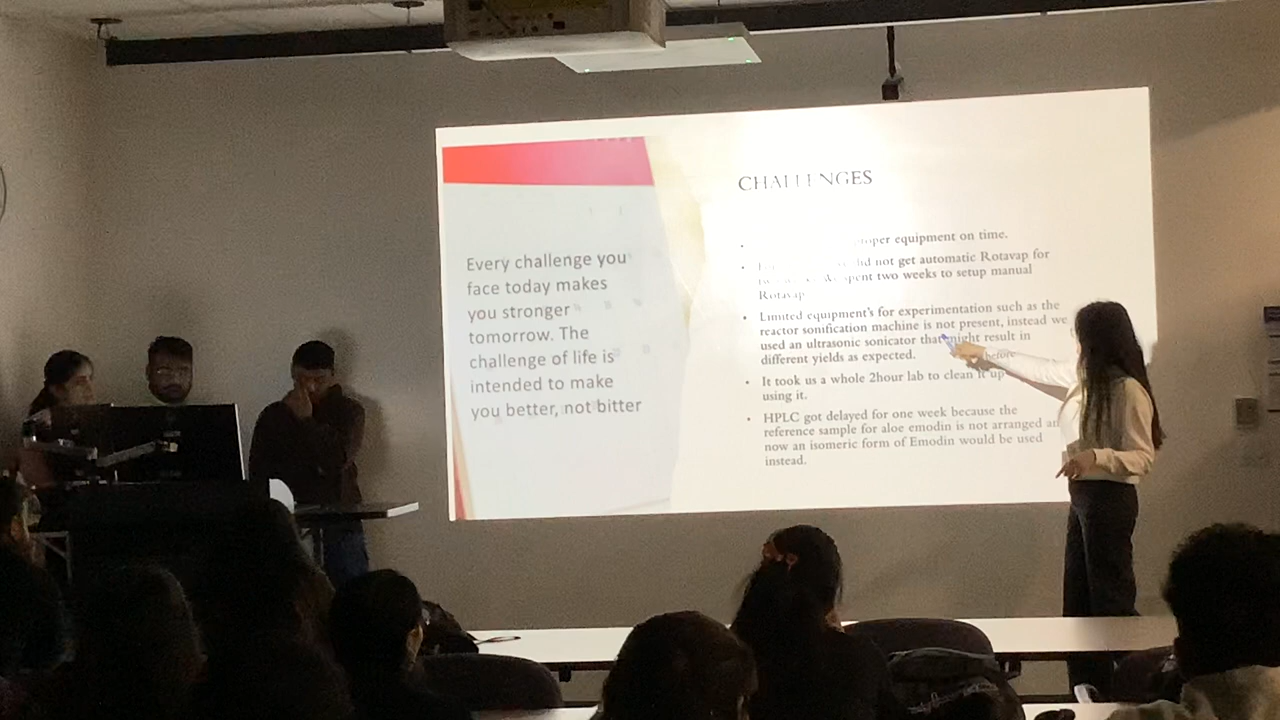 Every challenge you
face today makes
you stronger
tomorrow. The
challenge of life is
intended to make
you better, not bitter
CHALLENGES
proper equipment on time.
did not get automatic Rotavap for
spent two weeks to setup manual
Rotavap
• Limited equipment's for experimentation such as the
reactor sonification machine is not present, instead we
used an ultrasonic sonicator that might result in
different yields as expected.
• It took us a whole 2hour lab to clean it up before
using it.
• HPLC got delayed for one week because the
reference sample for aloe emodin is not arranged
now an isomeric form of Emodin would be used
instead.